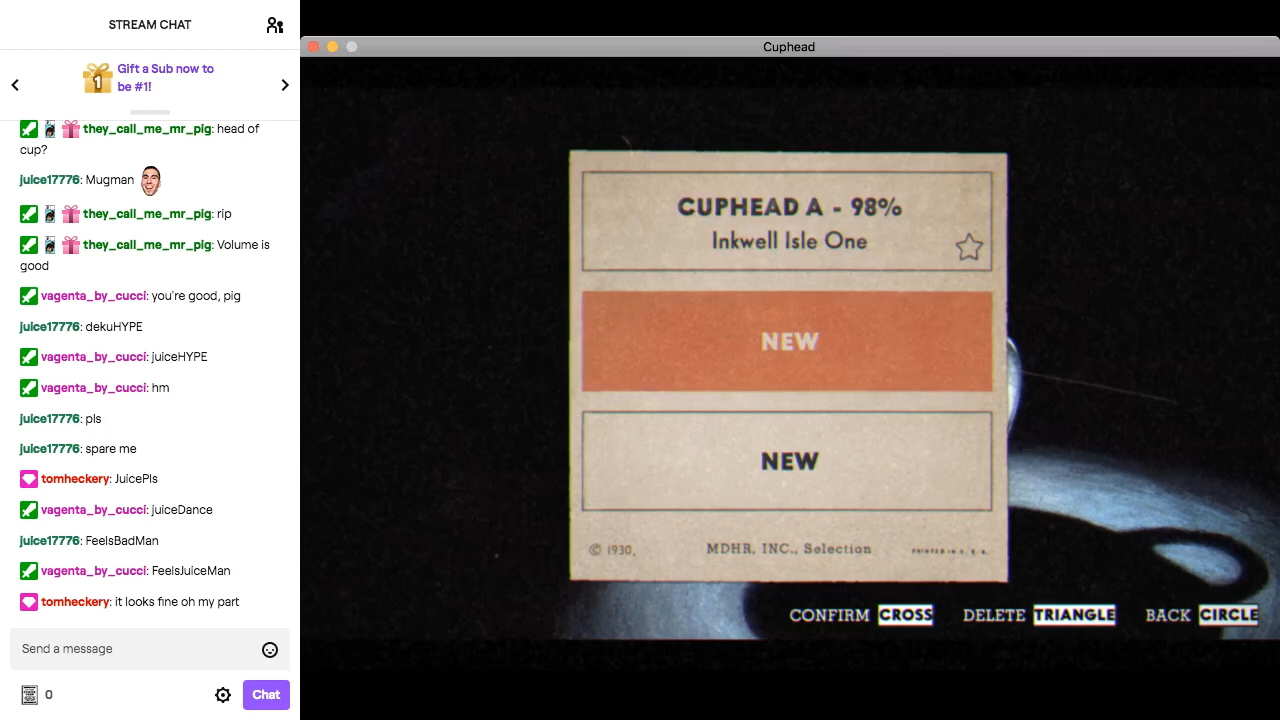 STREAM CHAT
Gift a Sub now to
be #1!
1
they_call_me_mr_pig: head of
cup?
juice17776: Mugman
they_call_me_mr_pig: rip
they_call_me_mr_pig: Volume is
good
vagenta_by_cucci: you're good, pig
juice17776: dekuHYPE
vagenta_by_cucci: juiceHYPE
vagenta_by_cucci: hm
juice17776: pls
juice17776: spare me
tomheckery: JuicePls
vagenta_by_cucci: juiceDance
juice17776: FeelsBadMan
vagenta_by_cucci: FeelsJuiceMan
tomheckery: it looks fine oh my part
Send a message
0
Chat
Cuphead
CUPHEAD A - 98%
Inkwell Isle One
NEW
NEW
© 1930,
MDHR, INC., Selection
PRINTED IN U. S. A.
CONFIRM CROSS
DELETE TRIANGLE
BACK CIRCLE